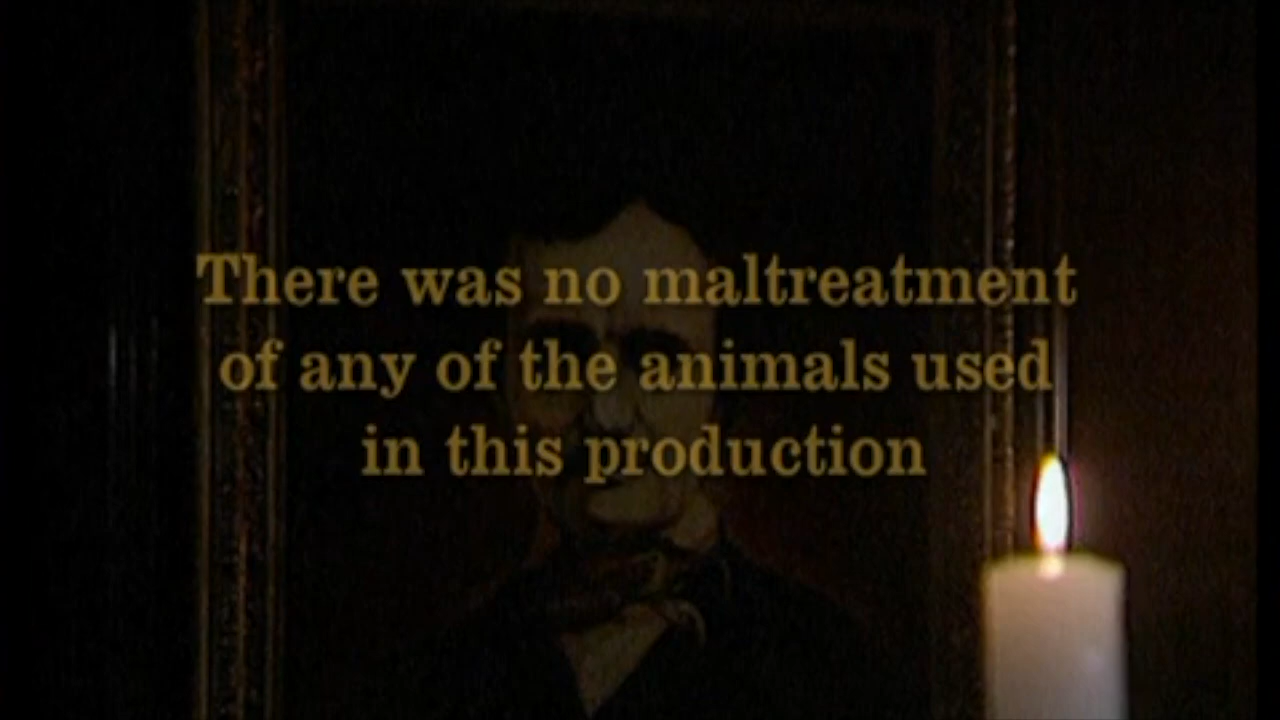 There was no maltreatment
of any of the animals used
in this production